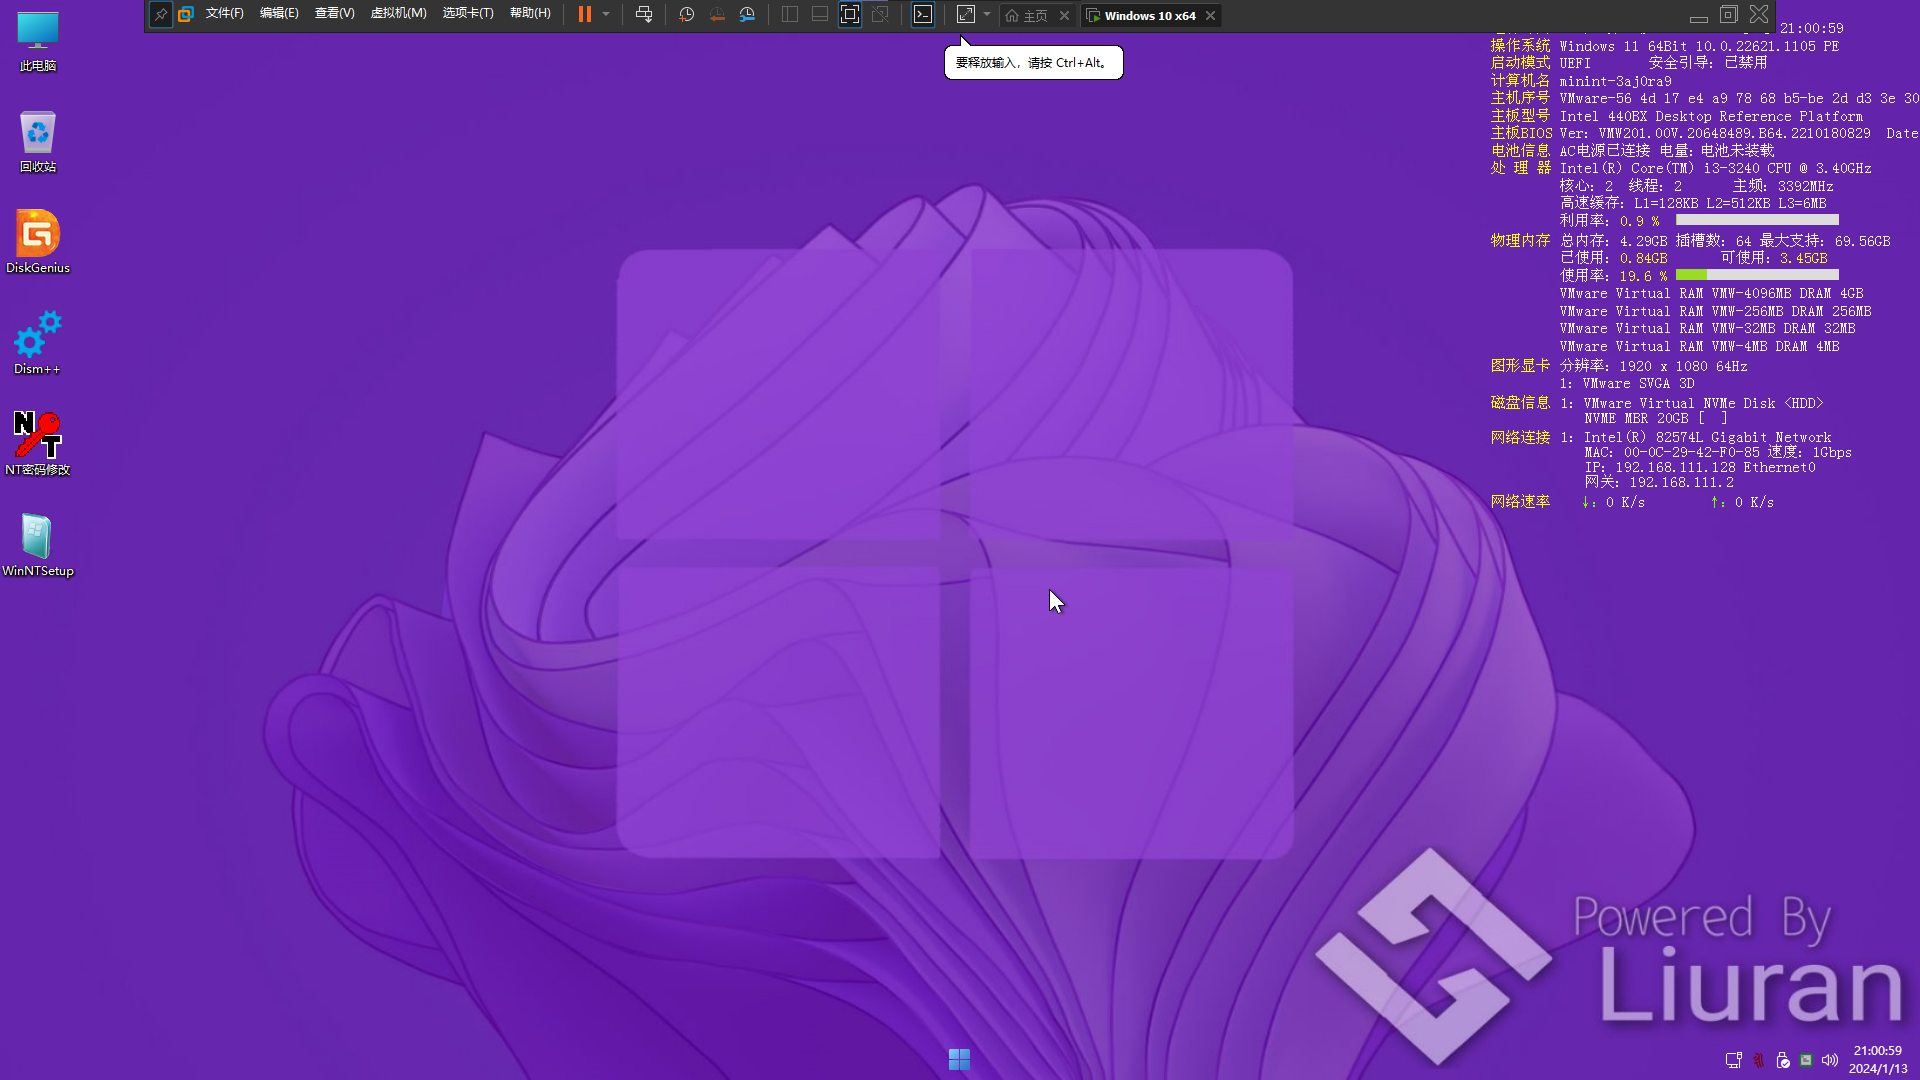 文件(F) 编辑(E) 查看(V) 虚拟机(M) 选项卡(T) 帮助(H) 主页 Windows 10 x64
要释放输入，请按 Ctrl+Alt。
此电脑
回收站
DiskGenius
Dism++
NT密码修改
WinNTSetup
21:00:59
操作系统 Windows 11 64Bit 10.0.22621.1105 PE
启动模式 UEFI 安全引导: 已禁用
计算机名 minint-3aj0ra9
主机序号 VMware-56 4d 17 e4 a9 78 68 b5-be 2d d3 3e 30
主板型号 Intel 440BX Desktop Reference Platform
主板BIOS Ver: VMW201.00V.20648489.B64.2210180829 Date
电池信息 AC电源已连接 电量: 电池未装载
处 理 器 Intel(R) Core(TM) i3-3240 CPU @ 3.40GHz
核心: 2 线程: 2 主频: 3392MHz
高速缓存: L1=128KB L2=512KB L3=6MB
利用率: 0.9 %
物理内存 总内存: 4.29GB 插槽数: 64 最大支持: 69.56GB
已使用: 0.84GB 可使用: 3.45GB
使用率: 19.6 %
VMware Virtual RAM VMW-4096MB DRAM 4GB
VMware Virtual RAM VMW-256MB DRAM 256MB
VMware Virtual RAM VMW-32MB DRAM 32MB
VMware Virtual RAM VMW-4MB DRAM 4MB
图形显卡 分辨率: 1920 x 1080 64Hz
1: VMware SVGA 3D
磁盘信息 1: VMware Virtual NVMe Disk <HDD>
NVME MBR 20GB [ ]
网络连接 1: Intel(R) 82574L Gigabit Network
MAC: 00-0C-29-42-F0-85 速度: 1Gbps
IP: 192.168.111.128 Ethernet0
网关: 192.168.111.2
网络速率 ↓: 0 K/s ↑: 0 K/s
Powered By
Liuran
21:00:59
2024/1/13